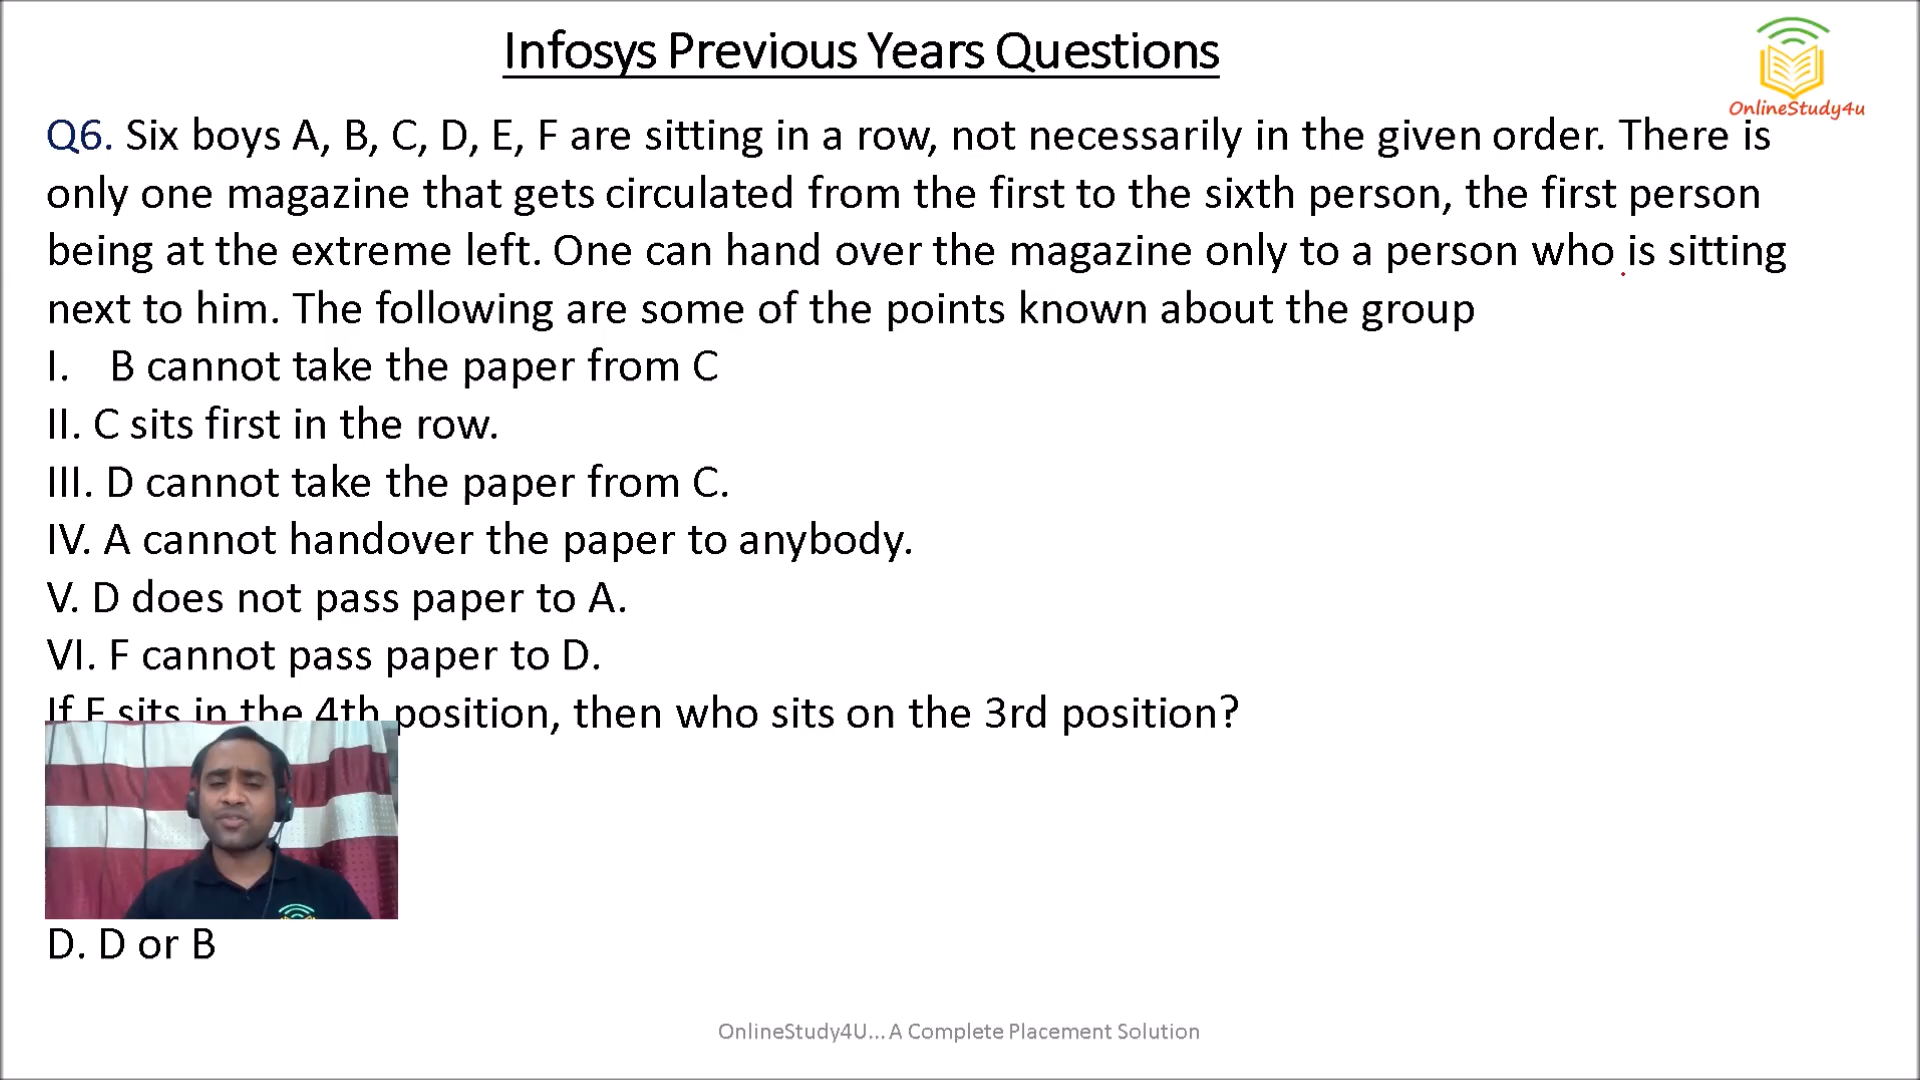 Infosys Previous Years Questions
OnlineStudy4u
Q6. Six boys A, B, C, D, E, F are sitting in a row, not necessarily in the given order. There is
only one magazine that gets circulated from the first to the sixth person, the first person
being at the extreme left. One can hand over the magazine only to a person who is sitting
next to him. The following are some of the points known about the group
I. B cannot take the paper from C
II. C sits first in the row.
III. D cannot take the paper from C.
IV. A cannot handover the paper to anybody.
V. D does not pass paper to A.
VI. F cannot pass paper to D.
If sits in the 4th position, then who sits on the 3rd position?
D. D or B
OnlineStudy4U... A Complete Placement Solution